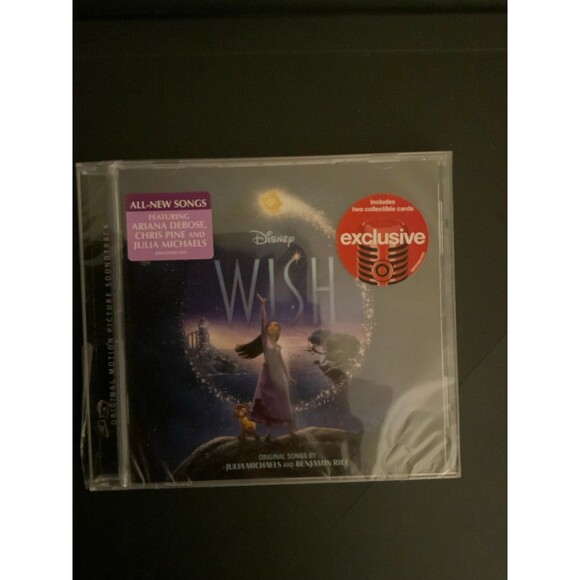 ALL-NEW SONGS
FEATURING
ARIANA DEBOSE,
CHRIS PINE AND
JULIA MICHAELS
includes
two collectible cards
exclusive
Disney
WISH
ORIGINAL SONGS BY
JULIA MICHAELS AND BENJAMIN RICE
ORIGINAL MOTION PICTURE SOUNDTRACK